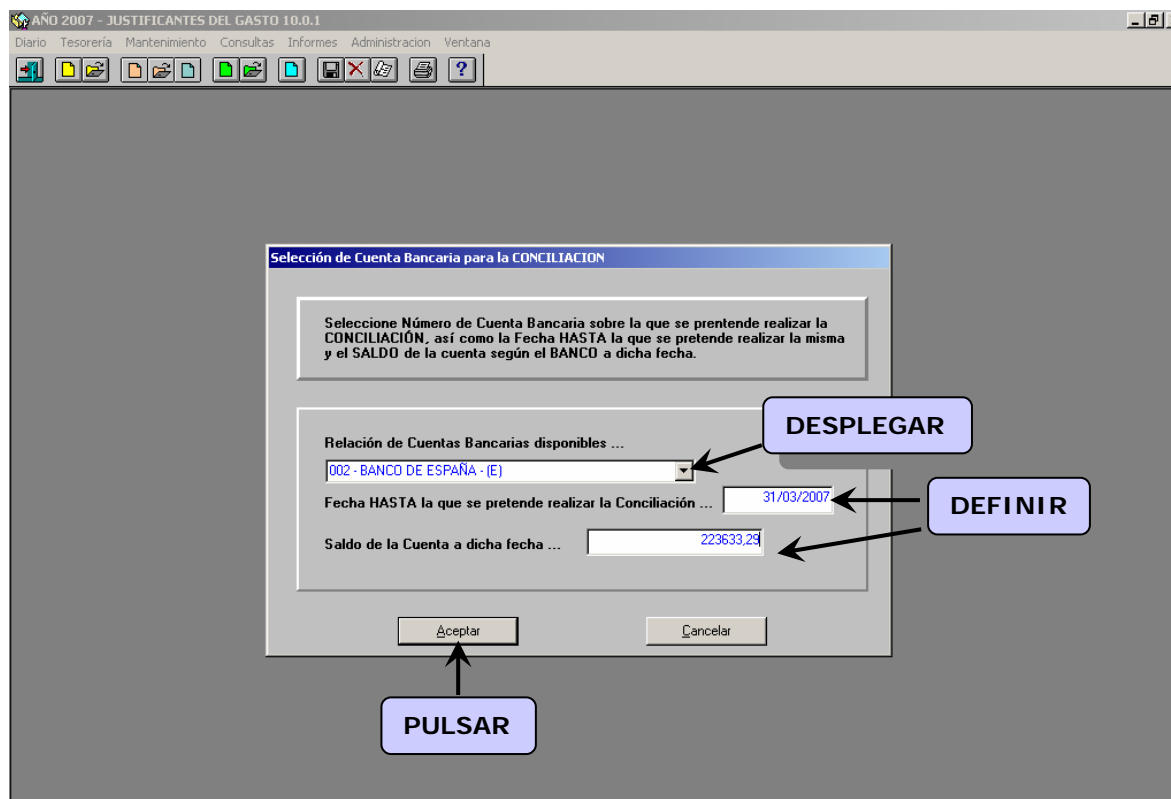 AÑO 2007 - JUSTIFICANTES DEL GASTO 10.0.1
Diario Tesorería Mantenimiento Consultas Informes Administracion Ventana
?
Selección de Cuenta Bancaria para la CONCILIACION
Seleccione Número de Cuenta Bancaria sobre la que se prentende realizar la
CONCILIACIÓN, así como la Fecha HASTA la que se pretende realizar la misma
y el SALDO de la cuenta según el BANCO a dicha fecha.
DESPLEGAR
Relación de Cuentas Bancarias disponibles ...
002 - BANCO DE ESPAÑA - (E)
Fecha HASTA la que se pretende realizar la Conciliación ... 31/03/2007
DEFINIR
Saldo de la Cuenta a dicha fecha ... 223633,29
Aceptar Cancelar
PULSAR